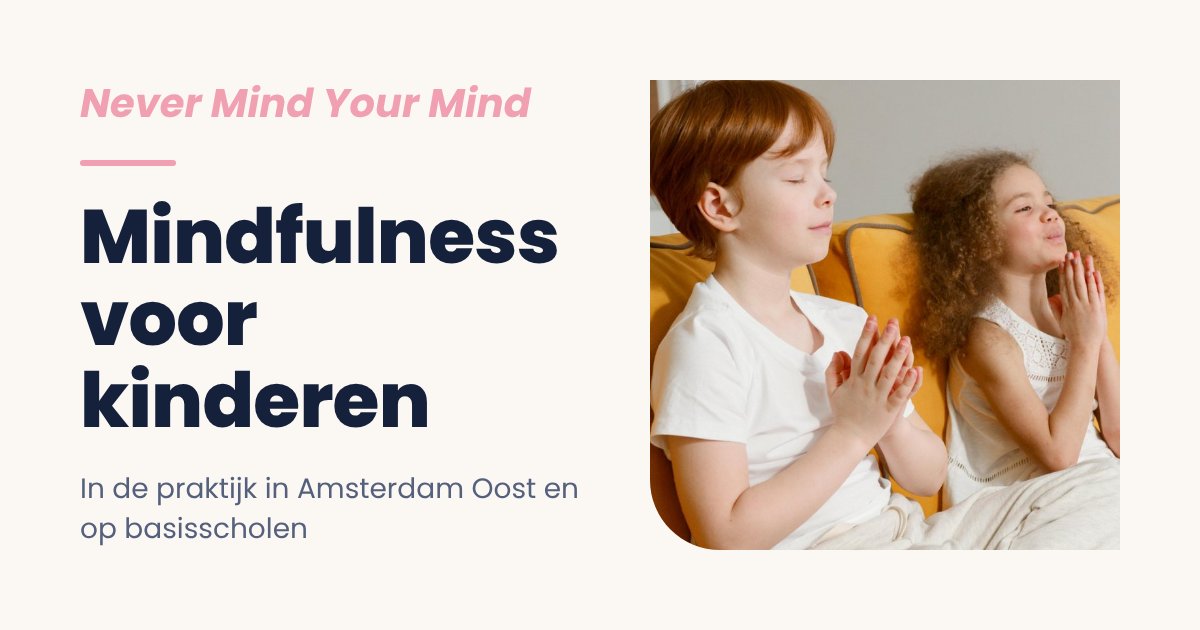 Never Mind Your Mind
Mindfulness
voor
kinderen
In de praktijk in Amsterdam Oost en
op basisscholen